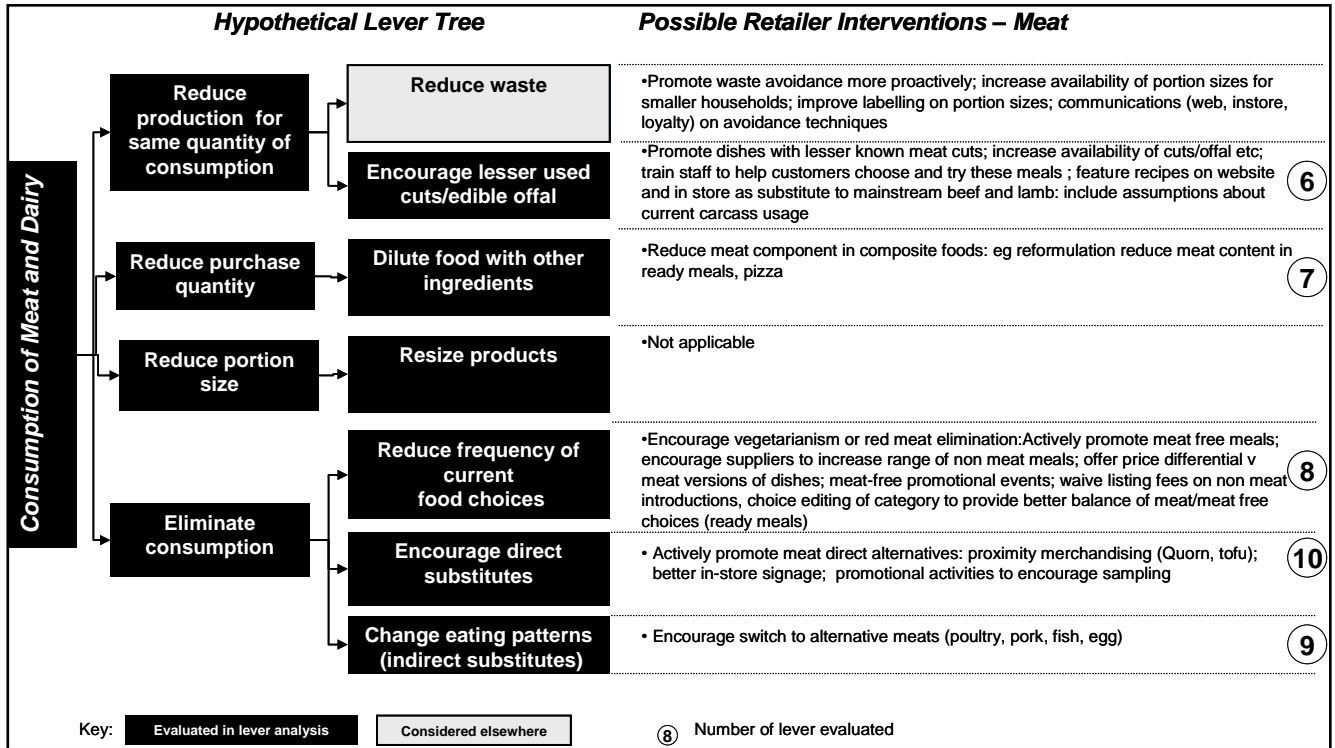 Hypothetical Lever Tree
Possible Retailer Interventions – Meat
Consumption of Meat and Dairy
Reduce
production for
same quantity of
consumption
Reduce waste
•Promote waste avoidance more proactively; increase availability of portion sizes for
smaller households; improve labelling on portion sizes; communications (web, instore,
loyalty) on avoidance techniques
Encourage lesser used
cuts/edible offal
•Promote dishes with lesser known meat cuts; increase availability of cuts/offal etc;
train staff to help customers choose and try these meals ; feature recipes on website
and in store as substitute to mainstream beef and lamb: include assumptions about
current carcass usage
6
Reduce purchase
quantity
Dilute food with other
ingredients
•Reduce meat component in composite foods: eg reformulation reduce meat content in
ready meals, pizza
7
Reduce portion
size
Resize products
•Not applicable
Eliminate
consumption
Reduce frequency of
current
food choices
•Encourage vegetarianism or red meat elimination:Actively promote meat free meals;
encourage suppliers to increase range of non meat meals; offer price differential v
meat versions of dishes; meat-free promotional events; waive listing fees on non meat
introductions, choice editing of category to provide better balance of meat/meat free
choices (ready meals)
8
Encourage direct
substitutes
• Actively promote meat direct alternatives: proximity merchandising (Quorn, tofu);
better in-store signage; promotional activities to encourage sampling
10
Change eating patterns
(indirect substitutes)
• Encourage switch to alternative meats (poultry, pork, fish, egg)
9
Key:
Evaluated in lever analysis
Considered elsewhere
8 Number of lever evaluated